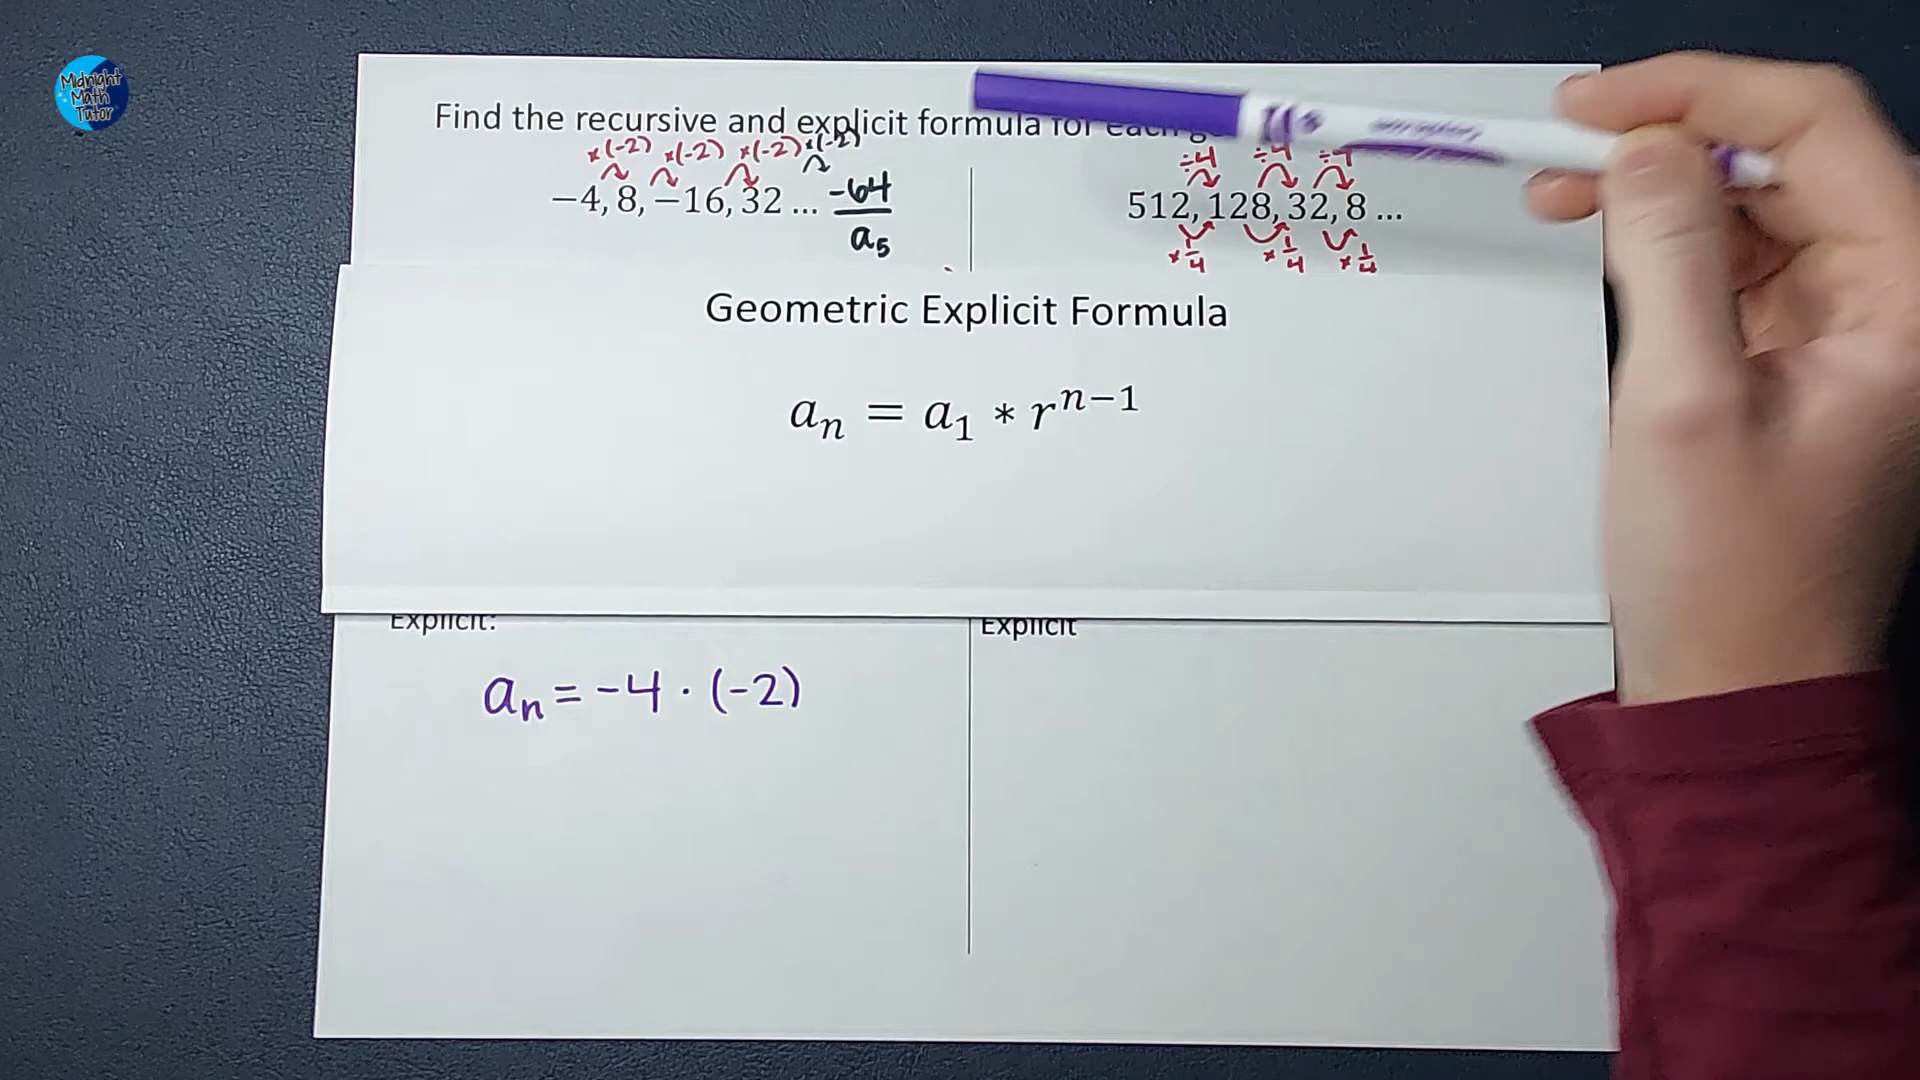 Midnight
Math
Tutor
Find the recursive and explicit formula for each
×(-2) ×(-2) ×(-2) ×(-2)
−4, 8, −16, 32 … -64
a5
÷4 ÷4 ÷4
512, 128, 32, 8 …
×1/4 ×1/4 ×1/4
Geometric Explicit Formula
aₙ = a₁ * rⁿ⁻¹
Explicit:
aₙ = -4 · (-2)
Explicit